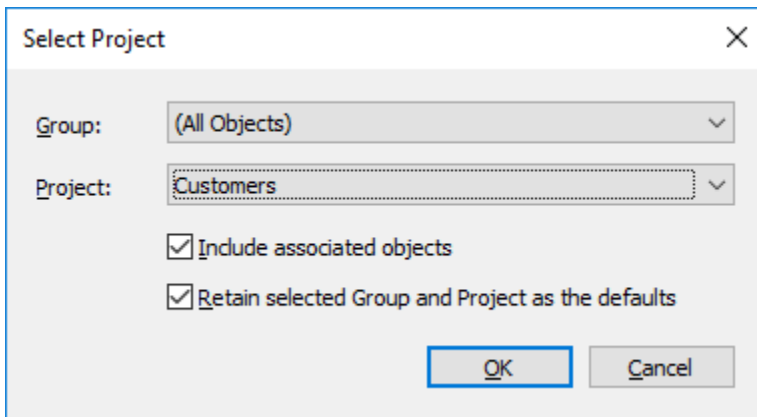 Select Project
Group: (All Objects)
Project: Customers
Include associated objects
Retain selected Group and Project as the defaults
OK Cancel